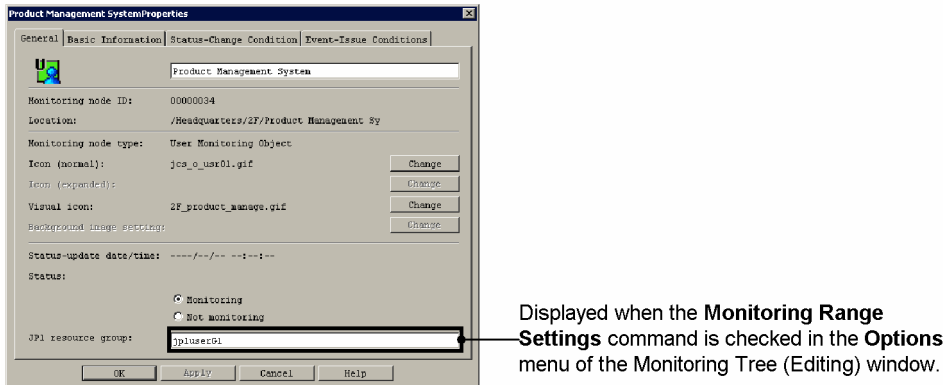 Product Management SystemProperties
General Basic Information Status-Change Condition Event-Issue Conditions
Product Management System
Monitoring node ID: 00000034
Location: /Headquarters/2F/Product Management Sy
Monitoring node type: User Monitoring Object
Icon (normal): jcs_o_usr01.gif Change
Icon (expanded): Change
Visual icon: 2F_product_manage.gif Change
Background image setting: Change
Status-update date/time: ----/--/-- --:--:--
Status:
Monitoring
Not monitoring
JP1 resource group: jp1userG1
OK Apply Cancel Help
Displayed when the Monitoring Range
Settings command is checked in the Options
menu of the Monitoring Tree (Editing) window.